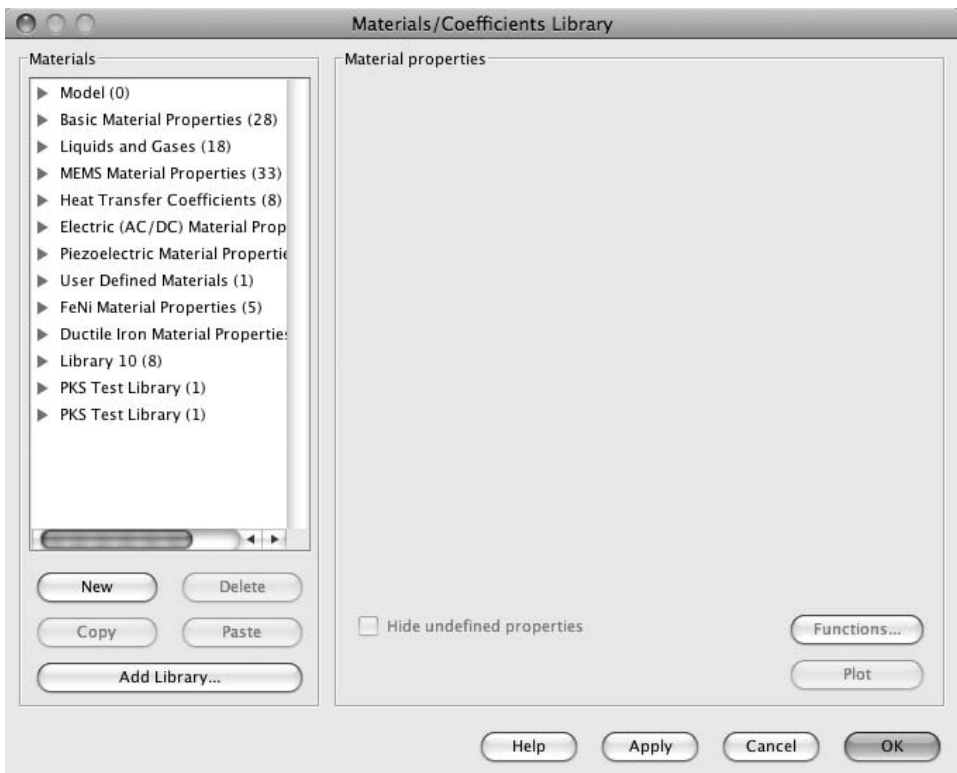 Materials/Coefficients Library
Materials
Model (0)
Basic Material Properties (28)
Liquids and Gases (18)
MEMS Material Properties (33)
Heat Transfer Coefficients (8)
Electric (AC/DC) Material Prop
Piezoelectric Material Propertie
User Defined Materials (1)
FeNi Material Properties (5)
Ductile Iron Material Properties
Library 10 (8)
PKS Test Library (1)
PKS Test Library (1)
New
Delete
Copy
Paste
Add Library...
Material properties
Hide undefined properties
Functions...
Plot
Help
Apply
Cancel
OK